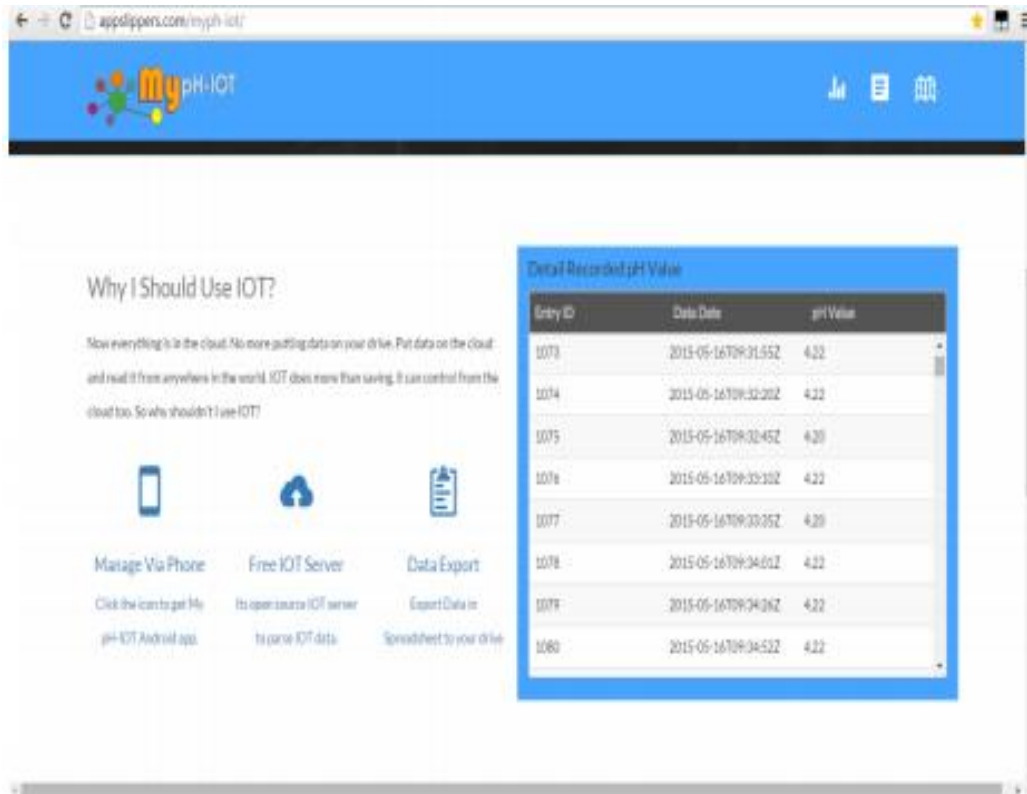 appslippers.com/myph-iot/
My pH-IOT
Why I Should Use IOT?
Now everything is in the cloud. No more putting data on your drive. Put data on the cloud
and read it from anywhere in the world. IOT does more than saving. It can control from the
cloud too. So why shouldn't I use IOT?
Manage Via Phone
Click the icon to get My
pH-IOT Android app.
Free IOT Server
Its open source IOT server
to parse IOT data.
Data Export
Export Data in
Spreadsheet to your drive
Detail Recorded pH Value
Entry ID Data Date pH Value
1073 2015-05-16T09:31:55Z 4.22
1074 2015-05-16T09:32:20Z 4.22
1075 2015-05-16T09:32:45Z 4.20
1076 2015-05-16T09:33:10Z 4.22
1077 2015-05-16T09:33:35Z 4.20
1078 2015-05-16T09:34:01Z 4.22
1079 2015-05-16T09:34:26Z 4.22
1080 2015-05-16T09:34:52Z 4.22